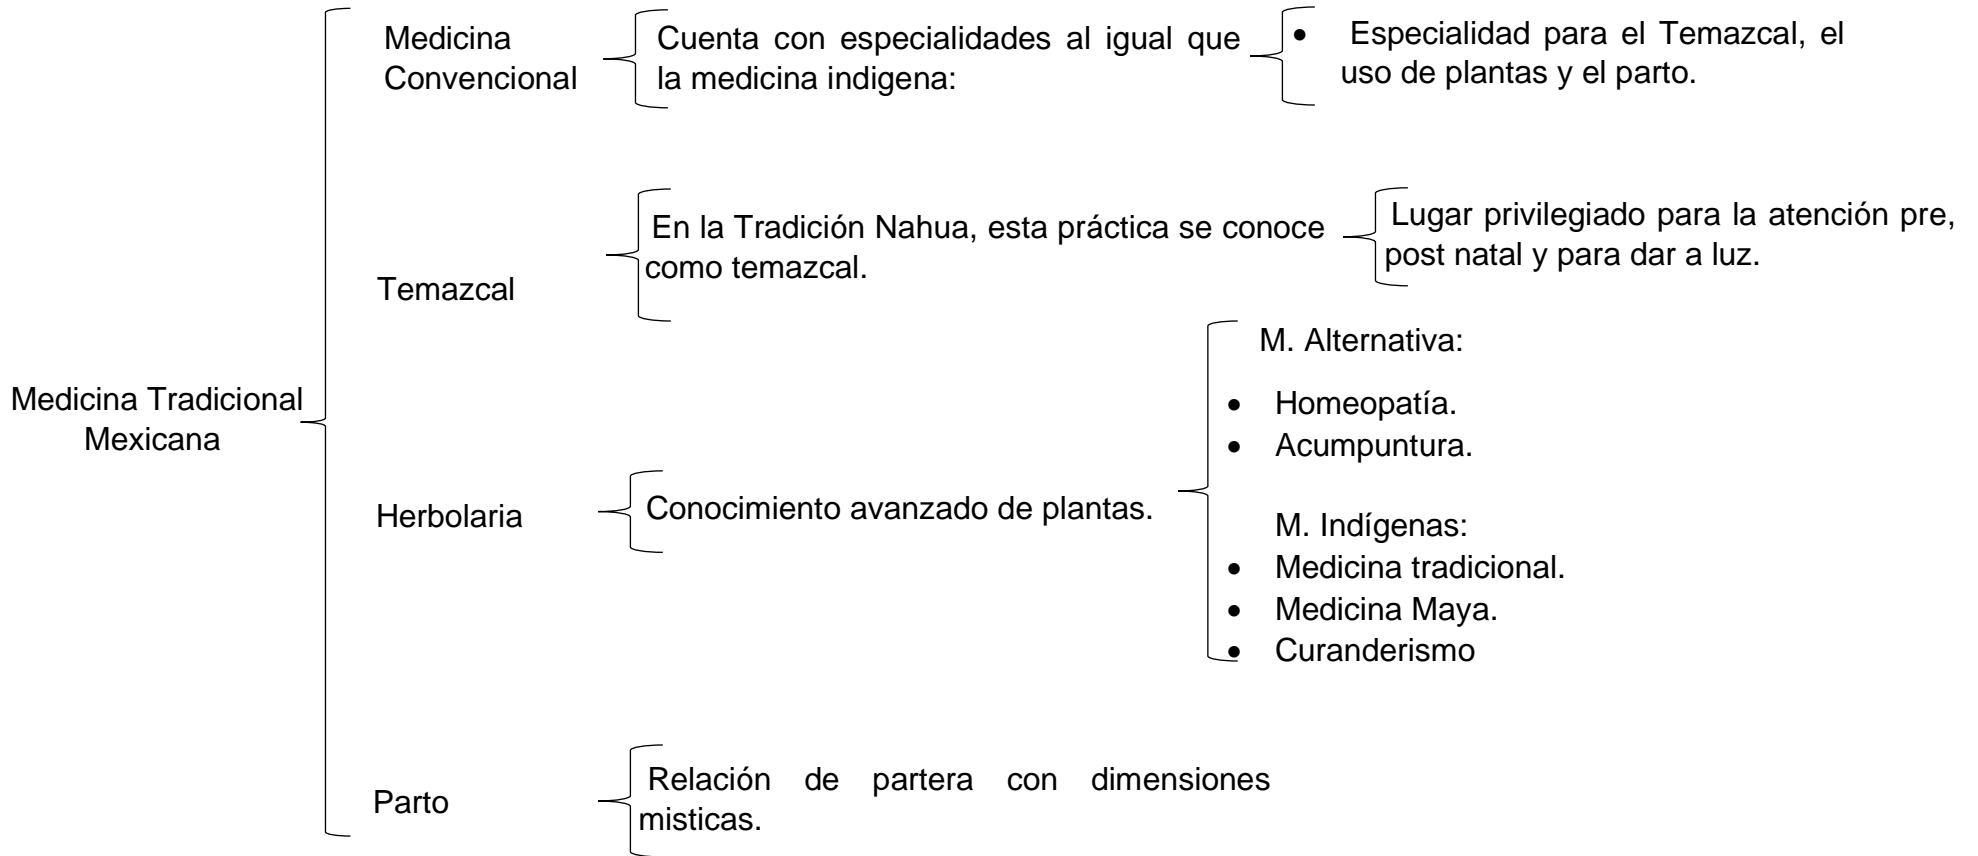 Medicina Tradicional
Mexicana
Medicina
Convencional
Cuenta con especialidades al igual que
la medicina indigena:
• Especialidad para el Temazcal, el
uso de plantas y el parto.
Temazcal
En la Tradición Nahua, esta práctica se conoce
como temazcal.
Lugar privilegiado para la atención pre,
post natal y para dar a luz.
Herbolaria
Conocimiento avanzado de plantas.
M. Alternativa:
• Homeopatía.
• Acumpuntura.
M. Indígenas:
• Medicina tradicional.
• Medicina Maya.
• Curanderismo
Parto
Relación de partera con dimensiones
misticas.